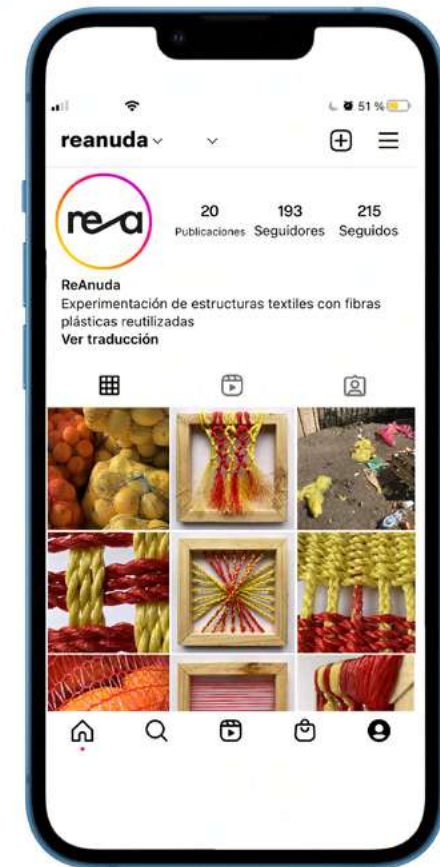 51 %
reanuda
re-a
20 193 215
Publicaciones Seguidores Seguidos
ReAnuda
Experimentación de estructuras textiles con fibras
plásticas reutilizadas
Ver traducción